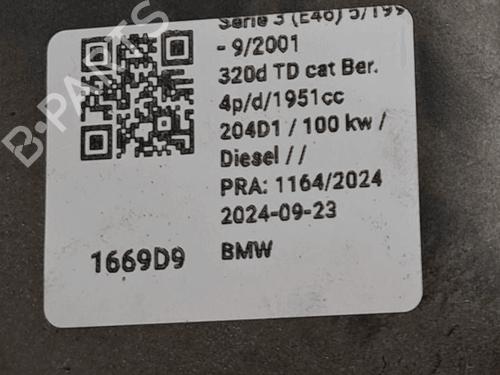 Serie 3 (E46) 5/199
- 9/2001
320d TD cat Ber.
4p/d/1951cc
204D1 / 100 kw /
Diesel / /
PRA: 1164/2024
2024-09-23
1669D9 BMW
B-PARTS